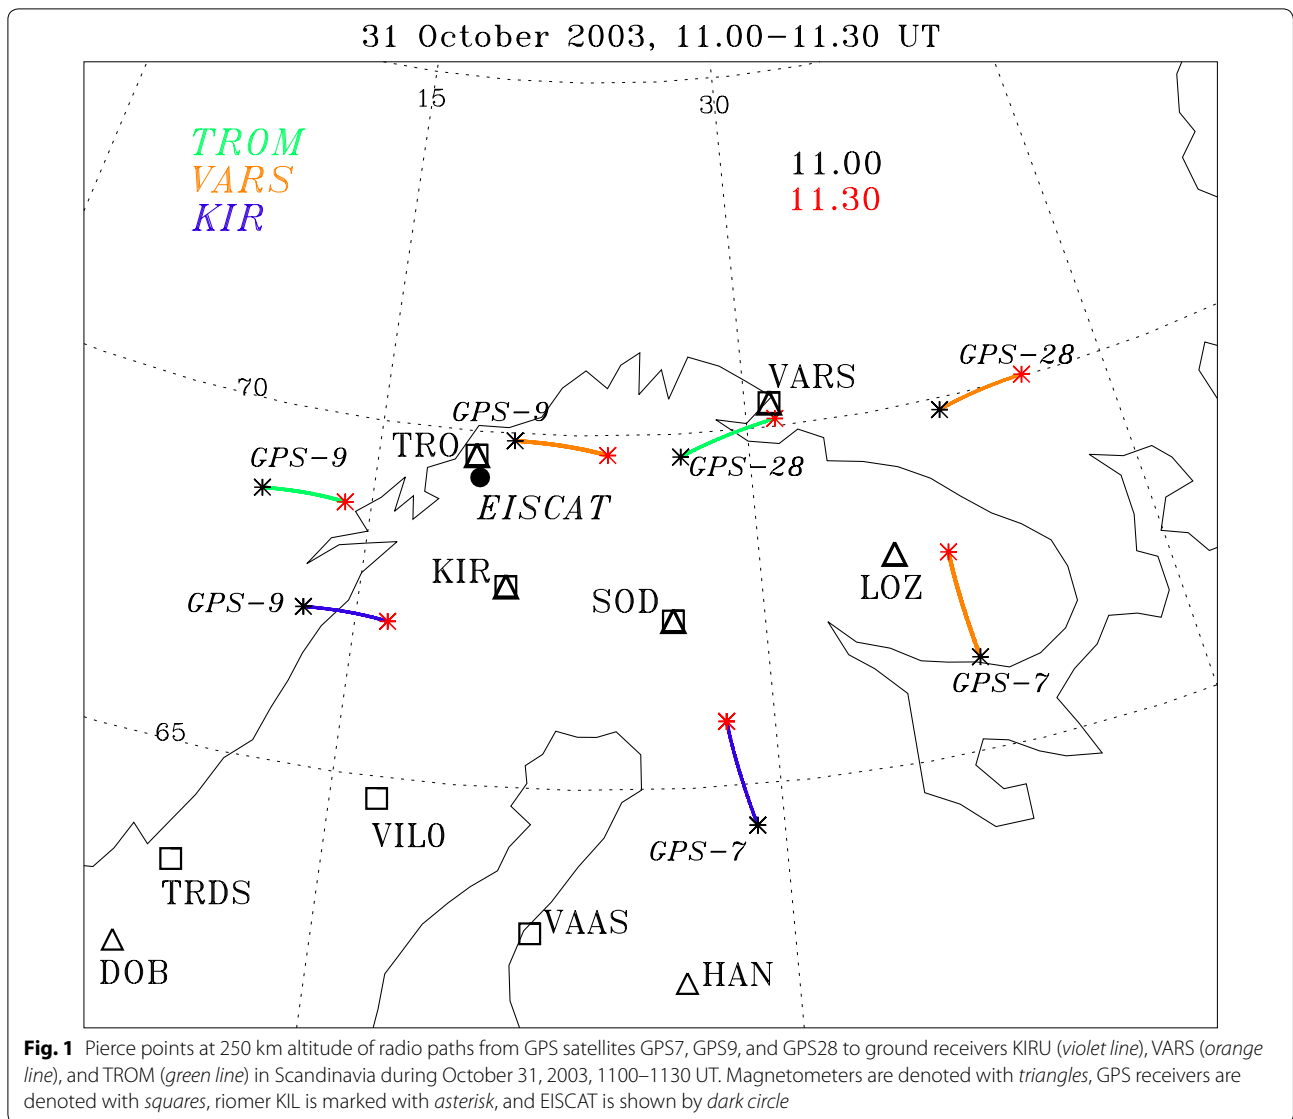 31 October 2003, 11.00−11.30 UT
15
30
TROM
VARS
KIR
11.00
11.30
GPS−28
70
VARS
GPS−9
TRO
GPS−9
GPS−28
EISCAT
KIR
LOZ
SOD
GPS−9
GPS−7
65
VILO
GPS−7
TRDS
VAAS
DOB
HAN
Fig. 1 Pierce points at 250 km altitude of radio paths from GPS satellites GPS7, GPS9, and GPS28 to ground receivers KIRU (violet line), VARS (orange
line), and TROM (green line) in Scandinavia during October 31, 2003, 1100–1130 UT. Magnetometers are denoted with triangles, GPS receivers are
denoted with squares, riomer KIL is marked with asterisk, and EISCAT is shown by dark circle